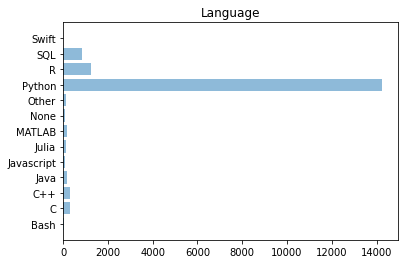 Language
Swift
SQL
R
Python
Other
None
MATLAB
Julia
Javascript
Java
C++
C
Bash
0 2000 4000 6000 8000 10000 12000 14000